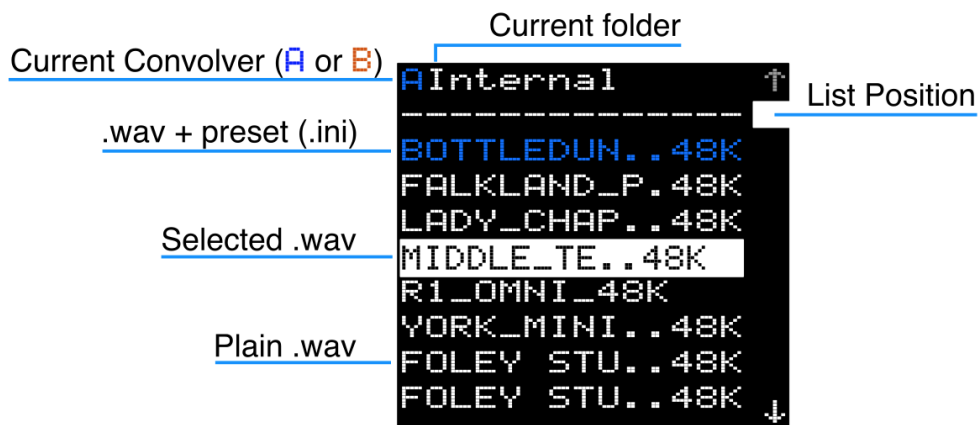 Current folder
Current Convolver (A or B)
AInternal
List Position
.wav + preset (.ini)
BOTTLEDUN..48K
FALKLAND_P.48K
LADY_CHAP..48K
Selected .wav
MIDDLE_TE..48K
R1_OMNI_48K
YORK_MINI..48K
Plain .wav
FOLEY STU..48K
FOLEY STU..48K